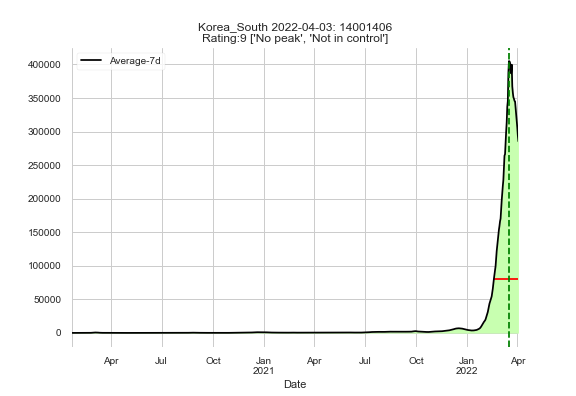 Korea_South 2022-04-03: 14001406
Rating:9 ['No peak', 'Not in control']
Average-7d
400000
350000
300000
250000
200000
150000
100000
50000
0
Apr Jul Oct Jan Apr Jul Oct Jan Apr
2021 2022
Date